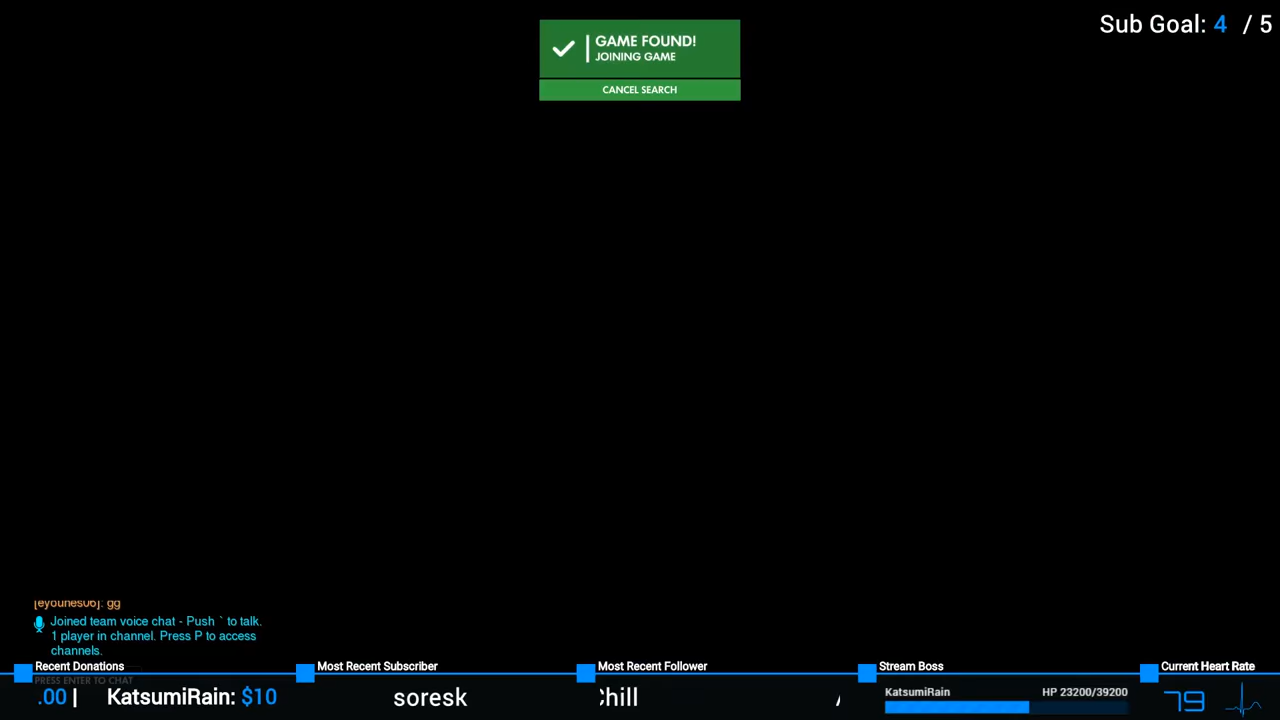 Sub Goal: 4 / 5
GAME FOUND!
JOINING GAME
CANCEL SEARCH
[eyounes06]: gg
Joined team voice chat - Push ` to talk.
1 player in channel. Press P to access
channels.
PRESS ENTER TO CHAT
Recent Donations
.00 | KatsumiRain: $10
Most Recent Subscriber
soresk
Most Recent Follower
Chill
Stream Boss
KatsumiRain HP 23200/39200
Current Heart Rate
79